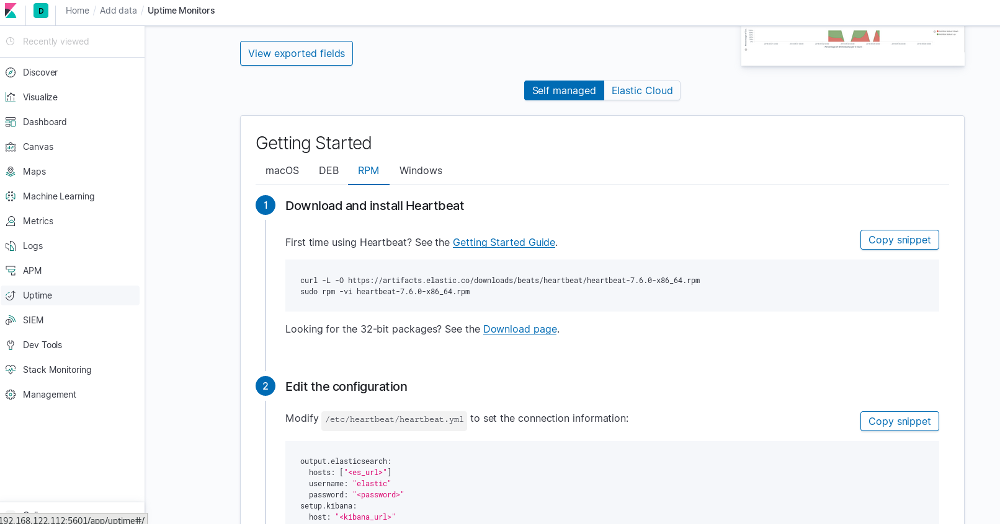 D
Home / Add data / Uptime Monitors
Recently viewed
Discover
Visualize
Dashboard
Canvas
Maps
Machine Learning
Metrics
Logs
APM
Uptime
SIEM
Dev Tools
Stack Monitoring
Management
192.168.122.112:5601/app/uptime#/
View exported fields
Self managed
Elastic Cloud
Getting Started
macOS
DEB
RPM
Windows
1
Download and install Heartbeat
First time using Heartbeat? See the Getting Started Guide.
Copy snippet
curl -L -O https://artifacts.elastic.co/downloads/beats/heartbeat/heartbeat-7.6.0-x86_64.rpm
sudo rpm -vi heartbeat-7.6.0-x86_64.rpm
Looking for the 32-bit packages? See the Download page.
2
Edit the configuration
Modify /etc/heartbeat/heartbeat.yml to set the connection information:
Copy snippet
output.elasticsearch:
hosts: ["<es_url>"]
username: "elastic"
password: "<password>"
setup.kibana:
host: "<kibana_url>"